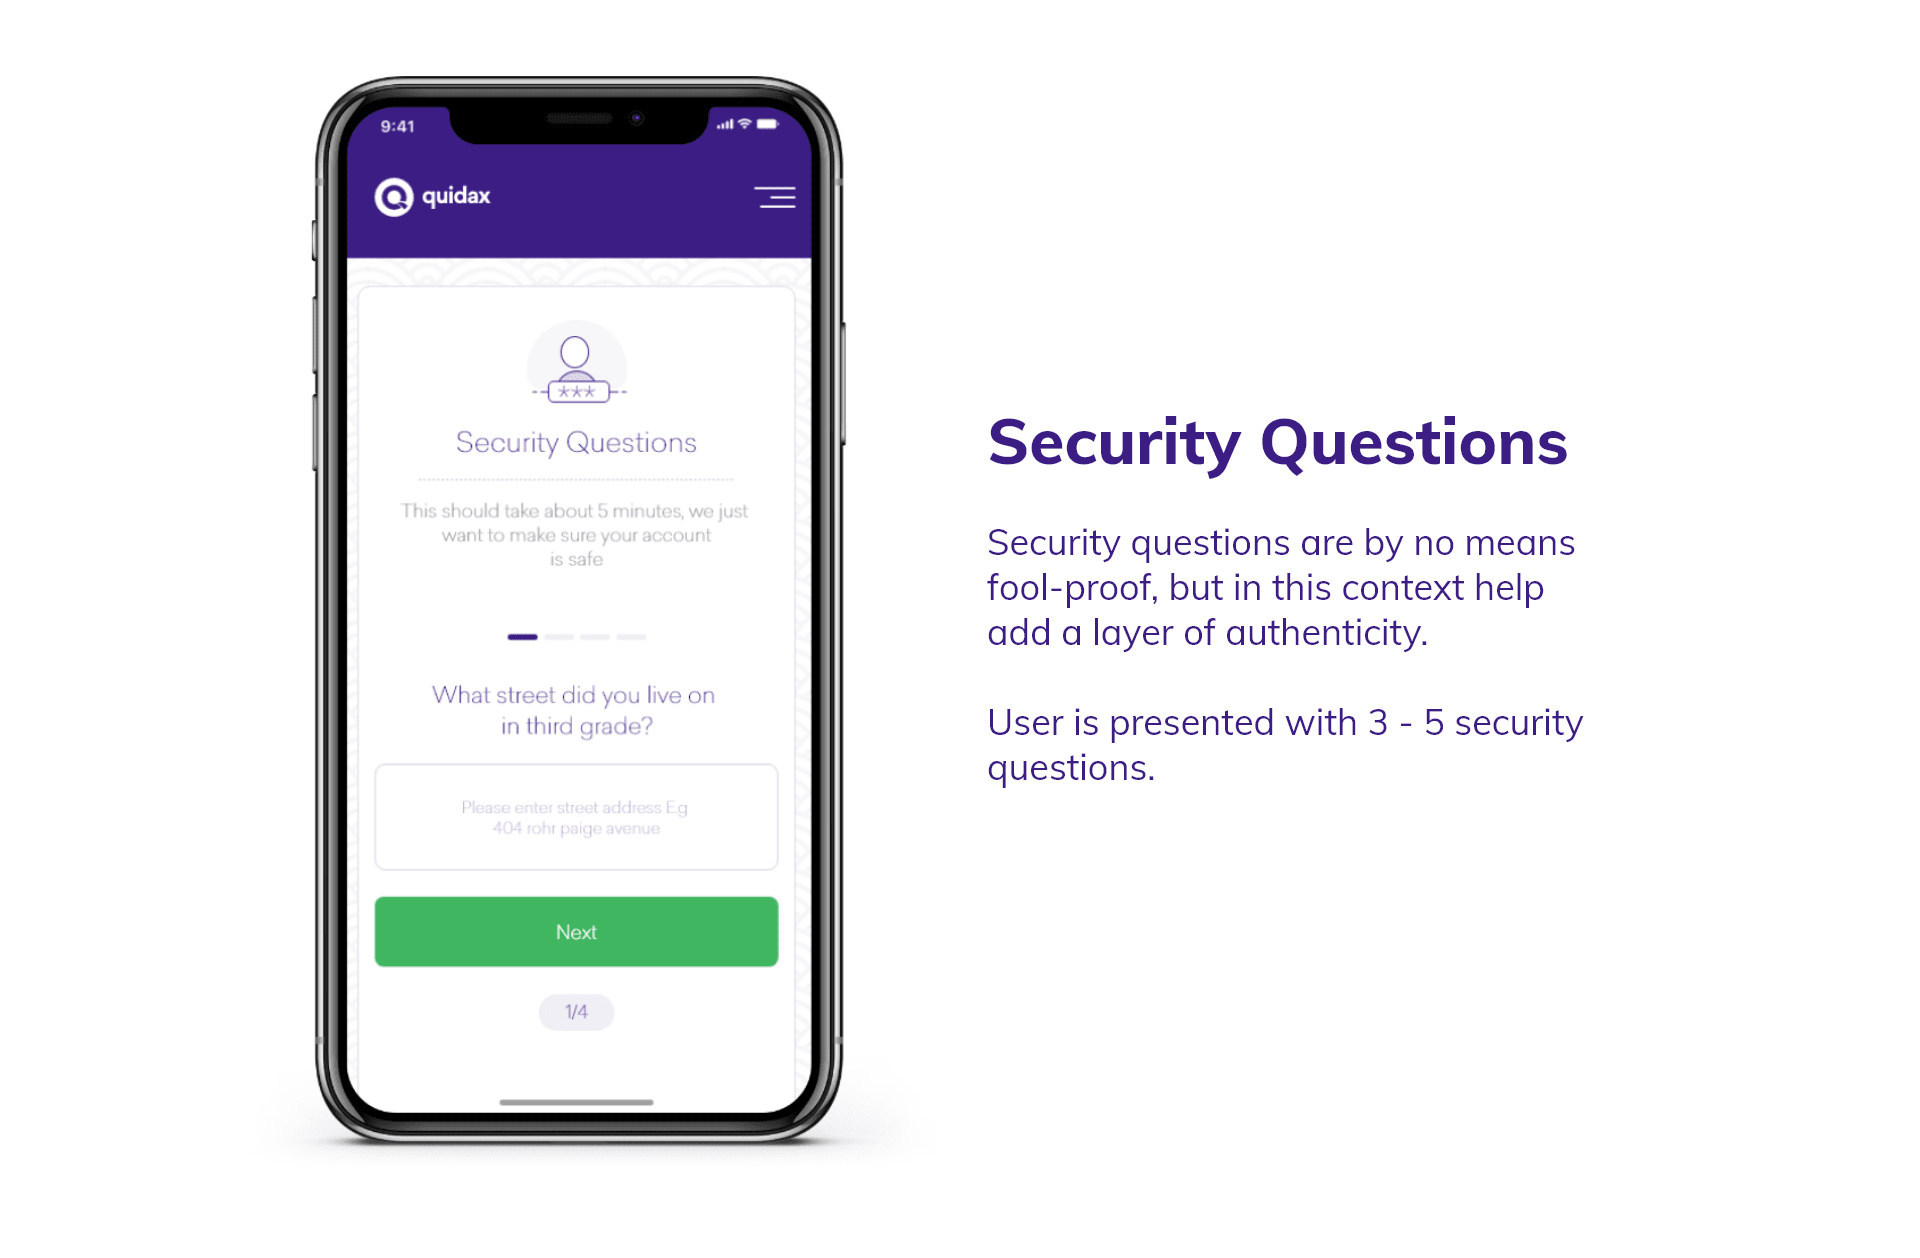 9:41
quidax
***
Security Questions
This should take about 5 minutes, we just
want to make sure your account
is safe
What street did you live on
in third grade?
Please enter street address E.g
404 rohr paige avenue
Next
1/4
Security Questions
Security questions are by no means
fool-proof, but in this context help
add a layer of authenticity.
User is presented with 3 - 5 security
questions.